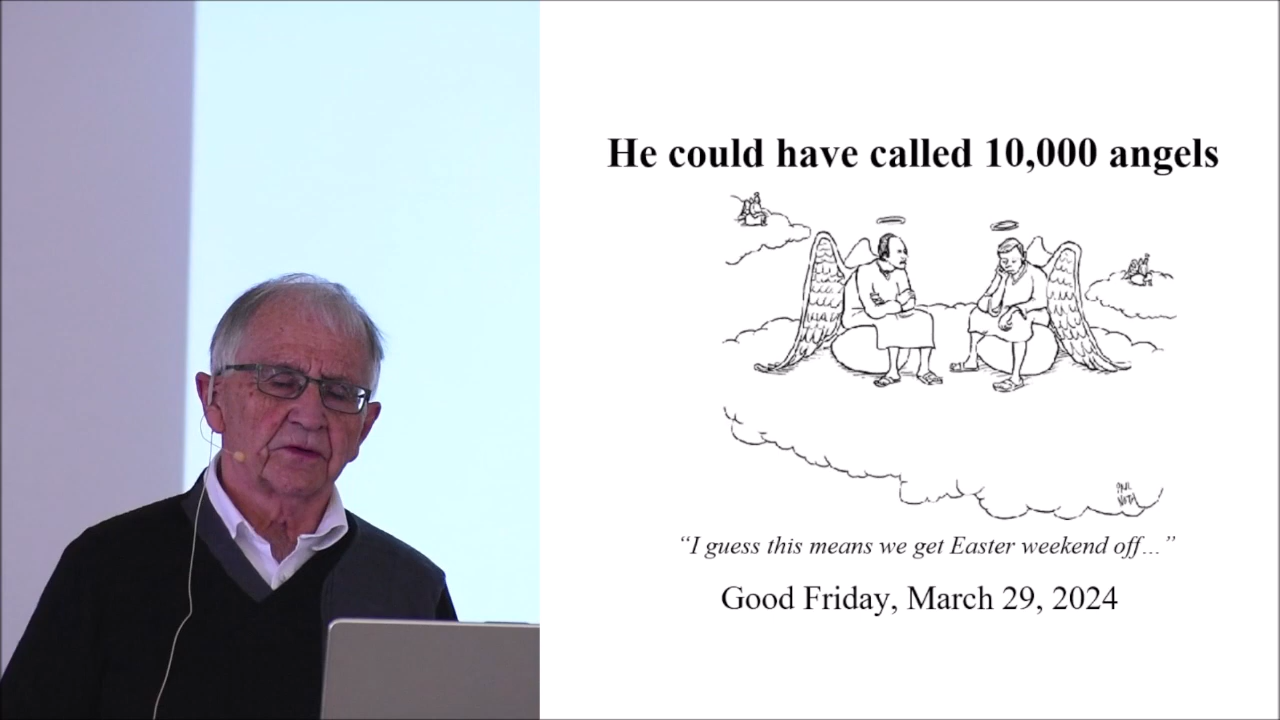 He could have called 10,000 angels
“I guess this means we get Easter weekend off…”
Good Friday, March 29, 2024